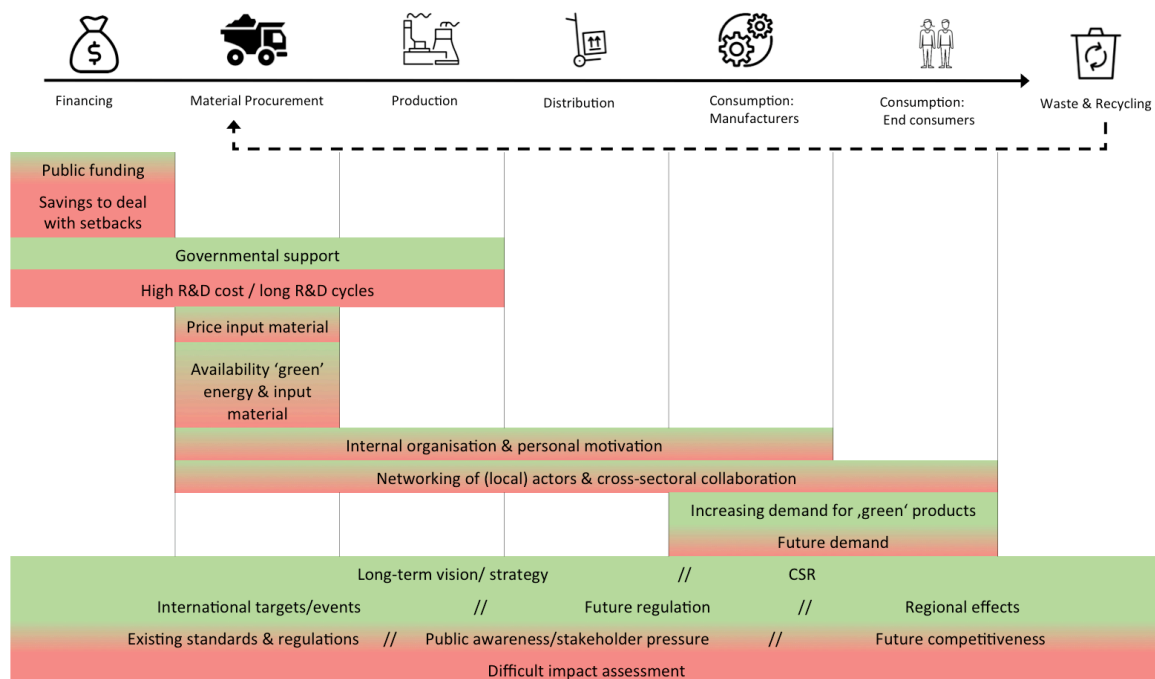 $
Financing
Material Procurement
Production
Distribution
Consumption:
Manufacturers
Consumption:
End consumers
Waste & Recycling
Public funding
Savings to deal
with setbacks
Governmental support
High R&D cost / long R&D cycles
Price input material
Availability ‘green’
energy & input
material
Internal organisation & personal motivation
Networking of (local) actors & cross-sectoral collaboration
Increasing demand for ‚green‘ products
Future demand
Long-term vision/ strategy // CSR
International targets/events // Future regulation // Regional effects
Existing standards & regulations // Public awareness/stakeholder pressure // Future competitiveness
Difficult impact assessment